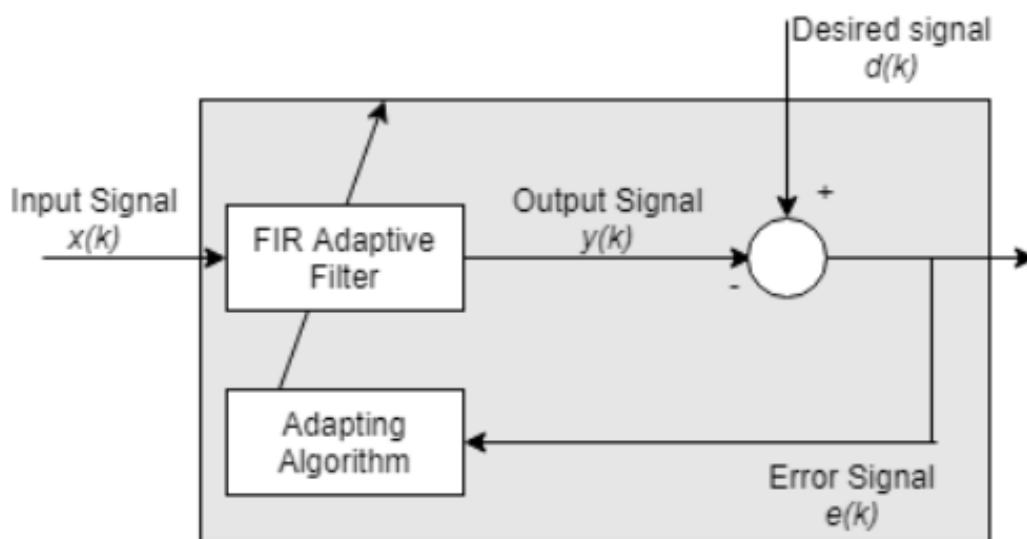 Desired signal
d(k)
+
Input Signal
x(k)
FIR Adaptive
Filter
Output Signal
y(k)
-
Adapting
Algorithm
Error Signal
e(k)